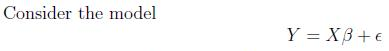 Consider the model
Y = Xβ + ϵ